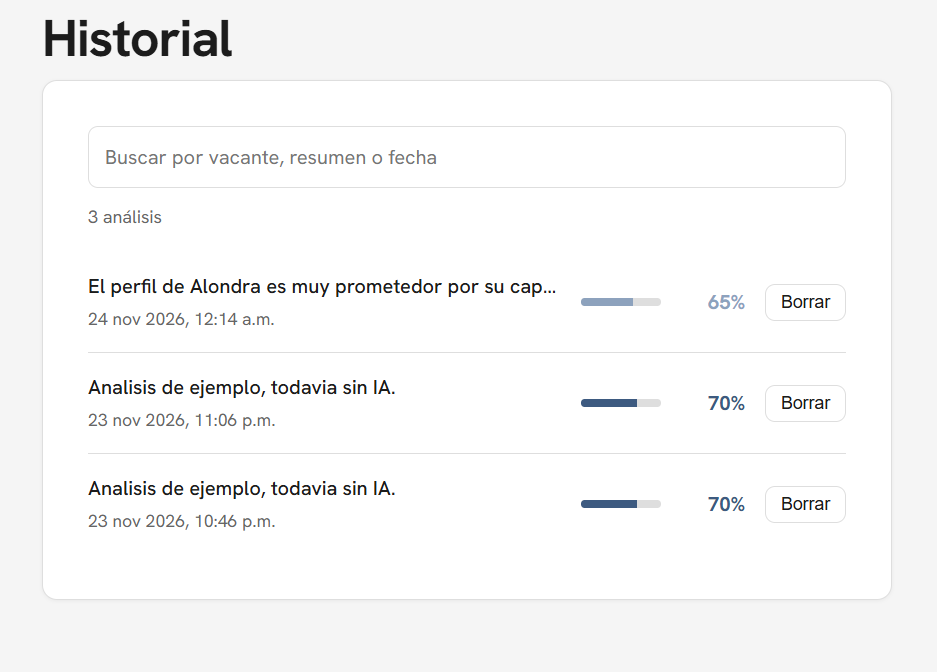 Historial
Buscar por vacante, resumen o fecha
3 análisis
El perfil de Alondra es muy prometedor por su cap...
65%
Borrar
24 nov 2026, 12:14 a.m.
Analisis de ejemplo, todavia sin IA.
70%
Borrar
23 nov 2026, 11:06 p.m.
Analisis de ejemplo, todavia sin IA.
70%
Borrar
23 nov 2026, 10:46 p.m.